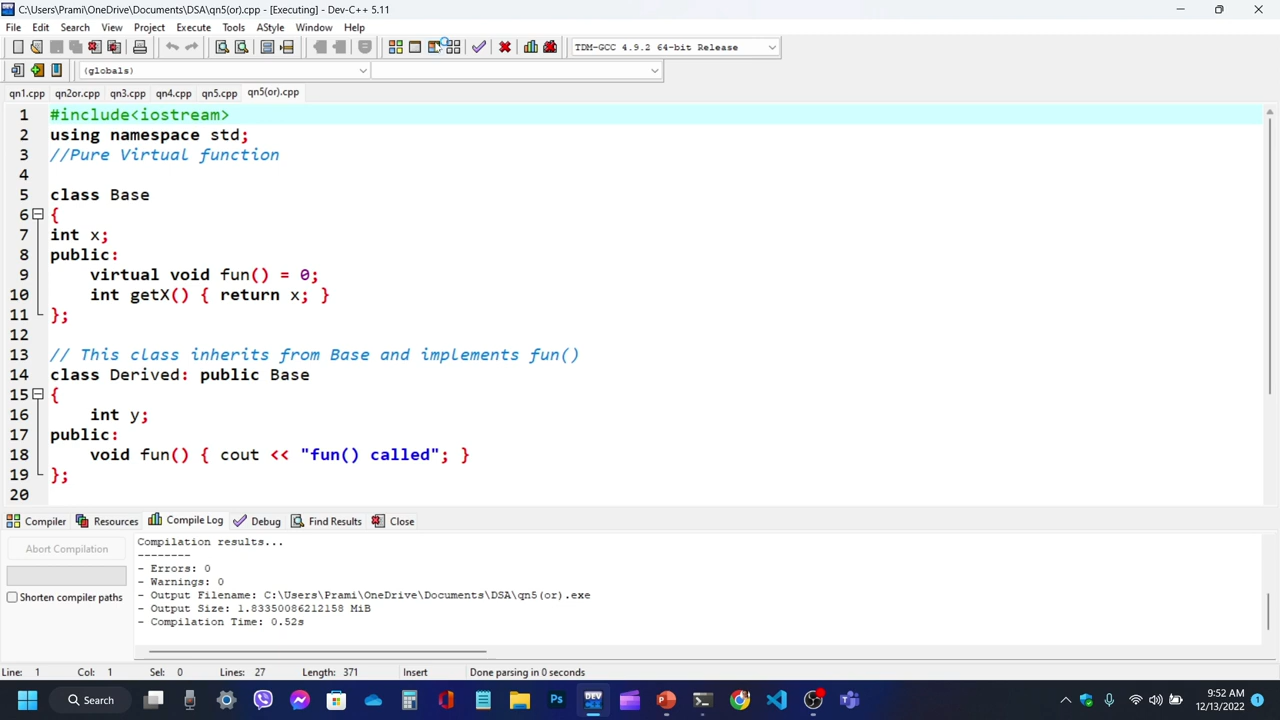 C:\Users\Prami\OneDrive\Documents\DSA\qn5(or).cpp - [Executing] - Dev-C++ 5.11
File Edit Search View Project Execute Tools AStyle Window Help
TDM-GCC 4.9.2 64-bit Release
(globals)
qn1.cpp qn2or.cpp qn3.cpp qn4.cpp qn5.cpp qn5(or).cpp
1 #include<iostream>
2 using namespace std;
3 //Pure Virtual function
4
5 class Base
6 {
7 int x;
8 public:
9 virtual void fun() = 0;
10 int getX() { return x; }
11 };
12
13 // This class inherits from Base and implements fun()
14 class Derived: public Base
15 {
16 int y;
17 public:
18 void fun() { cout << "fun() called"; }
19 };
20
Compiler Resources Compile Log Debug Find Results Close
Abort Compilation
Shorten compiler paths
Compilation results...
--------
- Errors: 0
- Warnings: 0
- Output Filename: C:\Users\Prami\OneDrive\Documents\DSA\qn5(or).exe
- Output Size: 1.83350086212158 MiB
- Compilation Time: 0.52s
Line: 1 Col: 1 Sel: 0 Lines: 27 Length: 371 Insert Done parsing in 0 seconds
Search
DEV
Ps
9:52 AM
12/13/2022
1